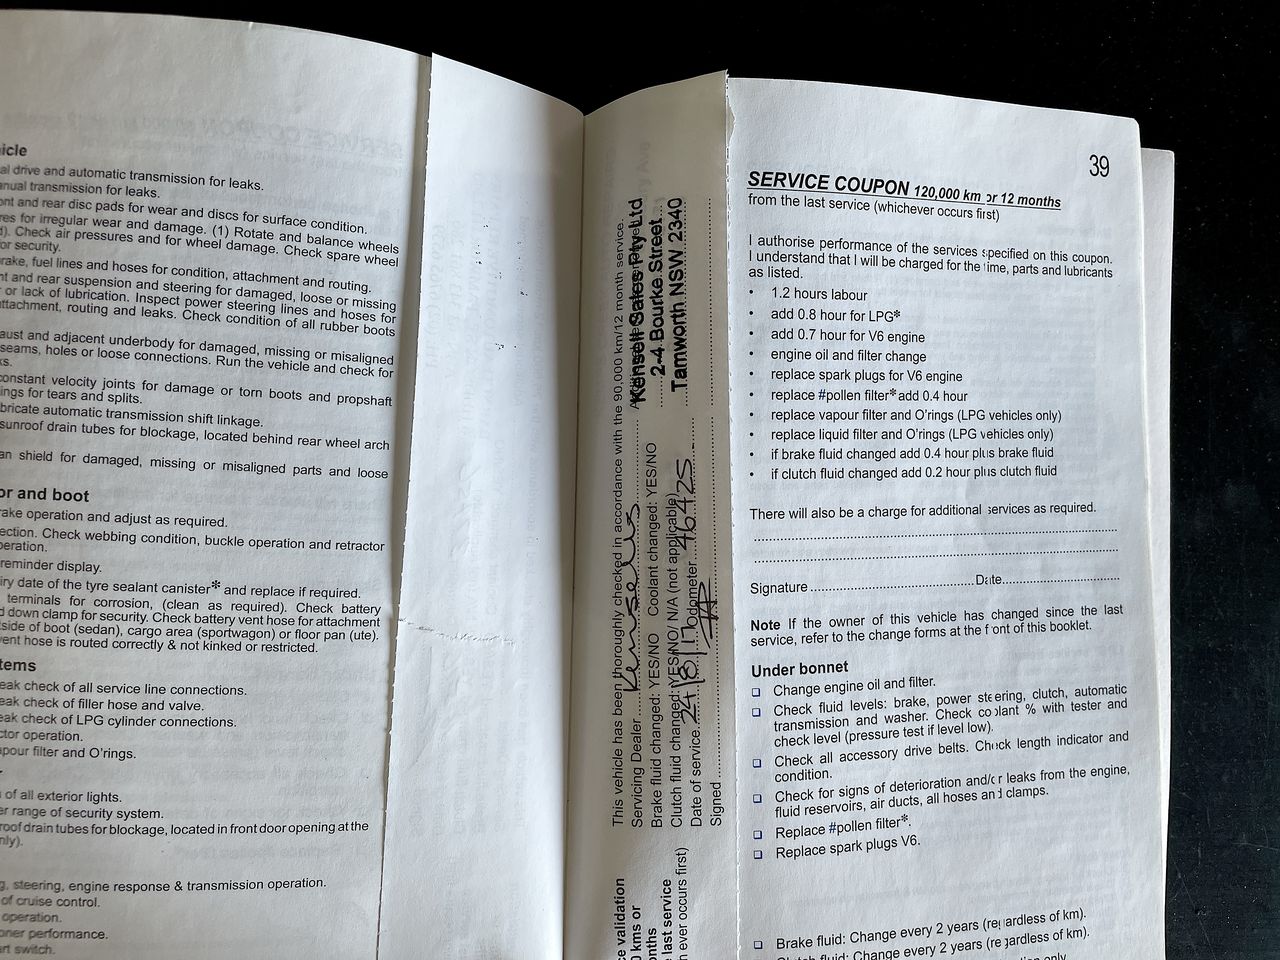 icle
al drive and automatic transmission for leaks.
anual transmission for leaks.
ont and rear disc pads for wear and discs for surface condition.
res for irregular wear and damage. (1) Rotate and balance wheels
d). Check air pressures and for wheel damage. Check spare wheel
or security.
rake, fuel lines and hoses for condition, attachment and routing.
nt and rear suspension and steering for damaged, loose or missing
or lack of lubrication. Inspect power steering lines and hoses for
attachment, routing and leaks. Check condition of all rubber boots
aust and adjacent underbody for damaged, missing or misaligned
seams, holes or loose connections. Run the vehicle and check for
ks.
constant velocity joints for damage or torn boots and propshaft
ings for tears and splits.
bricate automatic transmission shift linkage.
sunroof drain tubes for blockage, located behind rear wheel arch
an shield for damaged, missing or misaligned parts and loose
or and boot
ake operation and adjust as required.
ection. Check webbing condition, buckle operation and retractor
peration.
reminder display.
iry date of the tyre sealant canister* and replace if required.
terminals for corrosion, (clean as required). Check battery
d down clamp for security. Check battery vent hose for attachment
side of boot (sedan), cargo area (sportwagon) or floor pan (ute).
vent hose is routed correctly & not kinked or restricted.
tems
eak check of all service line connections.
eak check of filler hose and valve.
eak check of LPG cylinder connections.
ctor operation.
apour filter and O'rings.
of all exterior lights.
er range of security system.
roof drain tubes for blockage, located in front door opening at the
nly).
g, steering, engine response & transmission operation.
of cruise control.
operation.
oner performance.
art switch.
This vehicle has been thoroughly checked in accordance with the 90,000 km/12 month service.
Servicing Dealer
Kensell Sales Pty Ltd
2-4 Bourke Street
Tamworth NSW 2340
Brake fluid changed: YES/NO Coolant changed: YES/NO
Clutch fluid changed: YES/NO/ N/A (not applicable)
Date of service 24/8/17 Odometer 46425
Signed
ce validation
0 kms or
onths
e last service
h ever occurs first)
39
SERVICE COUPON 120,000 km or 12 months
from the last service (whichever occurs first)
I authorise performance of the services specified on this coupon.
I understand that I will be charged for the time, parts and lubricants
as listed.
• 1.2 hours labour
• add 0.8 hour for LPG*
• add 0.7 hour for V6 engine
• engine oil and filter change
• replace spark plugs for V6 engine
• replace #pollen filter* add 0.4 hour
• replace vapour filter and O'rings (LPG vehicles only)
• replace liquid filter and O'rings (LPG vehicles only)
• if brake fluid changed add 0.4 hour plus brake fluid
• if clutch fluid changed add 0.2 hour plus clutch fluid
There will also be a charge for additional services as required.
Signature Date
Note If the owner of this vehicle has changed since the last
service, refer to the change forms at the front of this booklet.
Under bonnet
❑ Change engine oil and filter.
❑ Check fluid levels: brake, power steering, clutch, automatic
transmission and washer. Check coolant % with tester and
check level (pressure test if level low).
❑ Check all accessory drive belts. Check length indicator and
condition.
❑ Check for signs of deterioration and/or leaks from the engine,
fluid reservoirs, air ducts, all hoses and clamps.
❑ Replace #pollen filter*.
❑ Replace spark plugs V6.
❑ Brake fluid: Change every 2 years (regardless of km).
Clutch fluid: Change every 2 years (regardless of km).